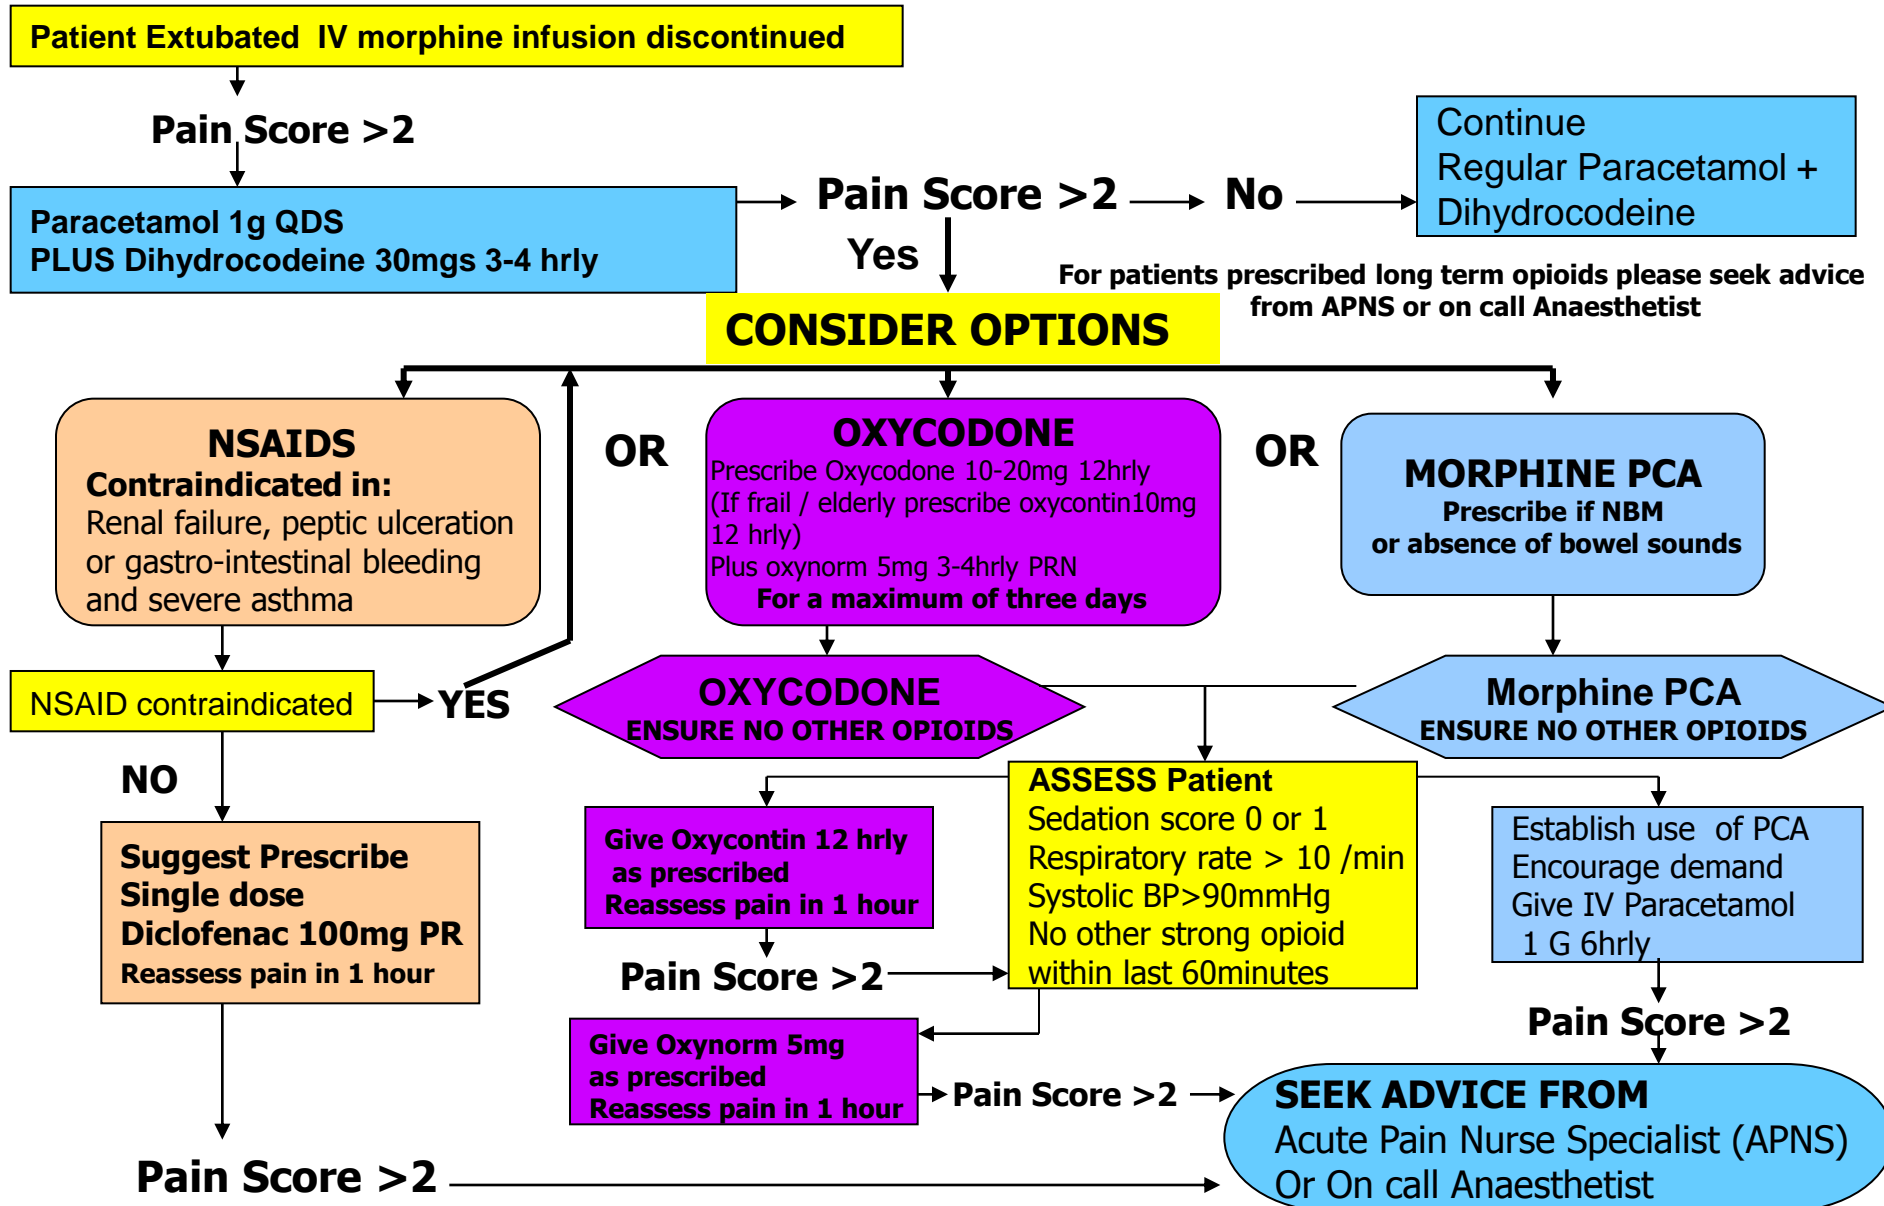 Patient Extubated  IV morphine infusion discontinued
Pain Score >2
Paracetamol 1g QDS
PLUS Dihydrocodeine 30mgs 3-4 hrly
Pain Score >2
No
Continue
Regular Paracetamol +
Dihydrocodeine
Yes
For patients prescribed long term opioids please seek advice
from APNS or on call Anaesthetist
CONSIDER OPTIONS
NSAIDS
Contraindicated in:
Renal failure, peptic ulceration
or gastro-intestinal bleeding
and severe asthma
OR
OXYCODONE
Prescribe Oxycodone 10-20mg 12hrly
(If frail / elderly prescribe oxycontin10mg
12 hrly)
Plus oxynorm 5mg 3-4hrly PRN
For a maximum of three days
OR
MORPHINE PCA
Prescribe if NBM
or absence of bowel sounds
NSAID contraindicated
YES
OXYCODONE
ENSURE NO OTHER OPIOIDS
Morphine PCA
ENSURE NO OTHER OPIOIDS
NO
Suggest Prescribe
Single dose
Diclofenac 100mg PR
Reassess pain in 1 hour
Give Oxycontin 12 hrly
as prescribed
Reassess pain in 1 hour
Pain Score >2
ASSESS Patient
Sedation score 0 or 1
Respiratory rate > 10 /min
Systolic BP>90mmHg
No other strong opioid
within last 60minutes
Establish use  of PCA
Encourage demand
Give IV Paracetamol
1 G 6hrly
Pain Score >2
Give Oxynorm 5mg
as prescribed
Reassess pain in 1 hour
Pain Score >2
SEEK ADVICE FROM
Acute Pain Nurse Specialist (APNS)
Or On call Anaesthetist
Pain Score >2